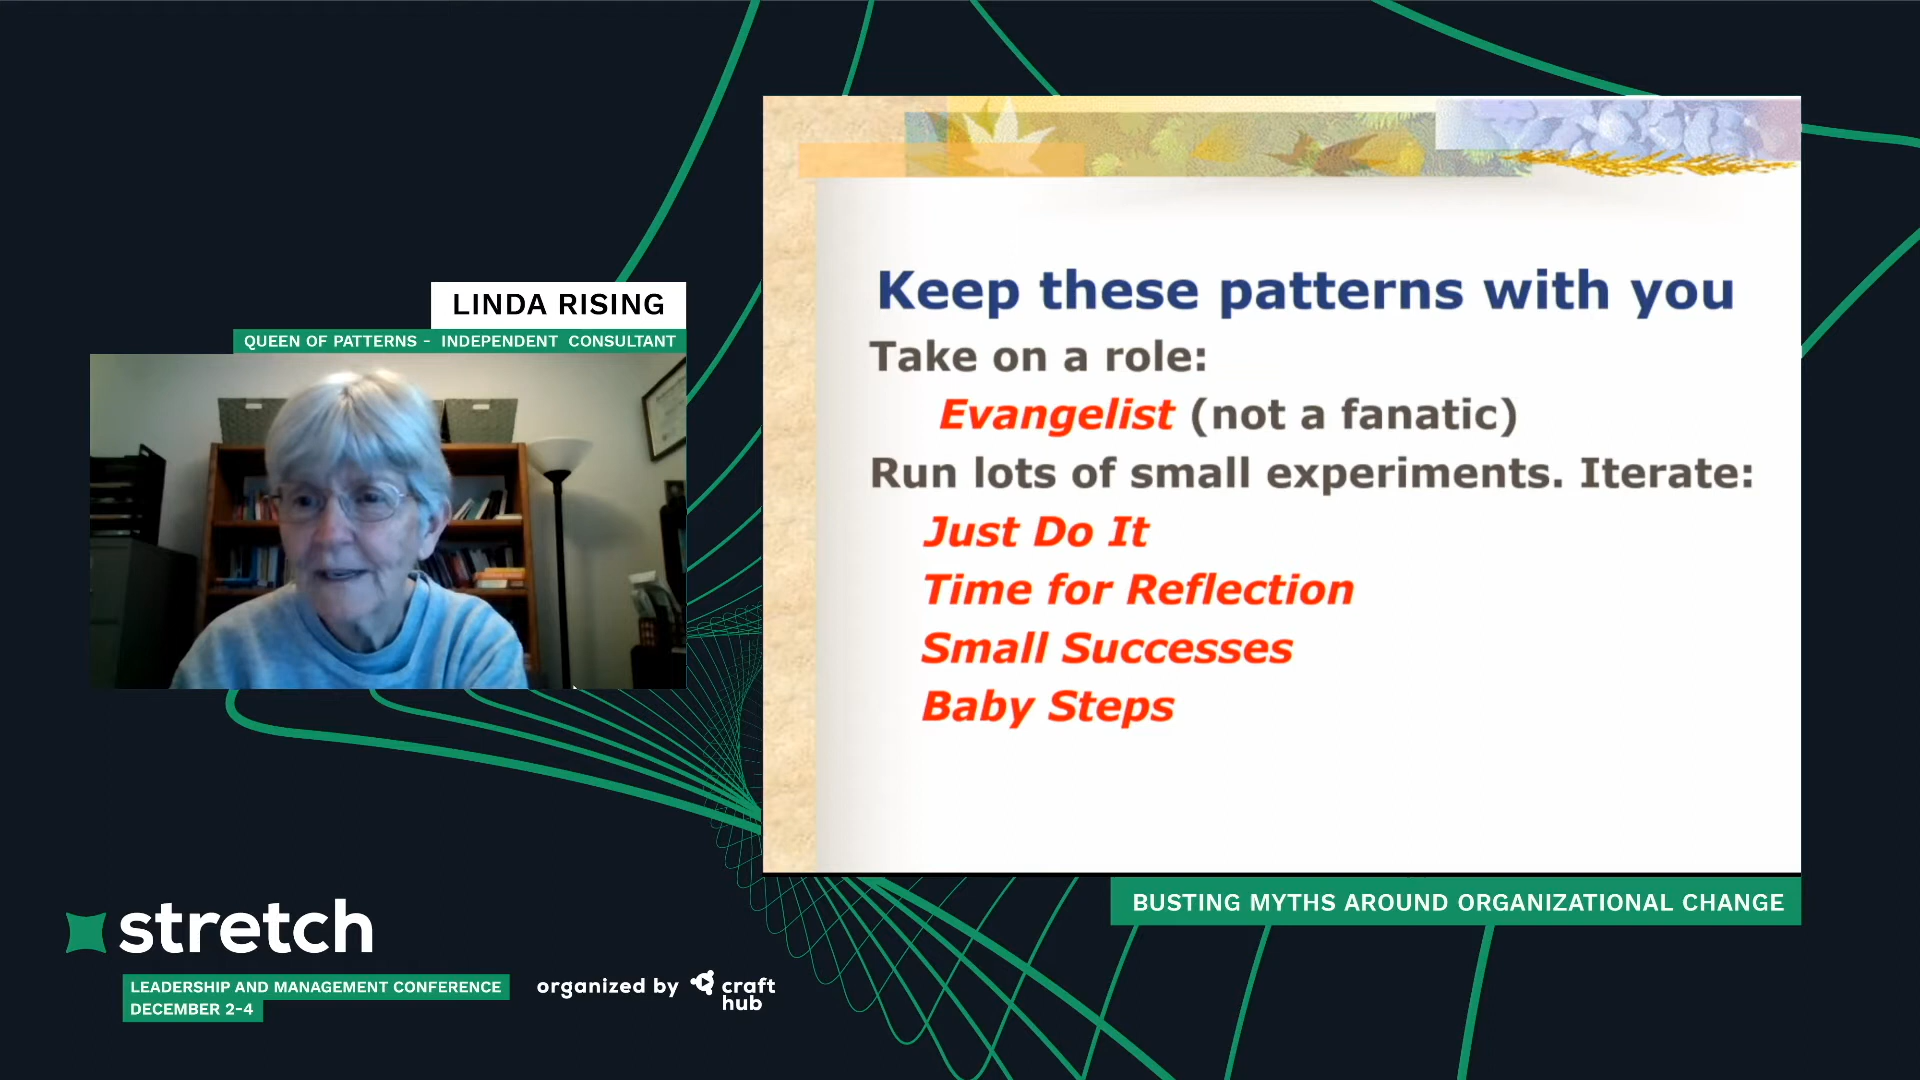 LINDA RISING
QUEEN OF PATTERNS - INDEPENDENT CONSULTANT
Keep these patterns with you
Take on a role:
Evangelist (not a fanatic)
Run lots of small experiments. Iterate:
Just Do It
Time for Reflection
Small Successes
Baby Steps
BUSTING MYTHS AROUND ORGANIZATIONAL CHANGE
stretch
LEADERSHIP AND MANAGEMENT CONFERENCE
DECEMBER 2-4
organized by craft
hub